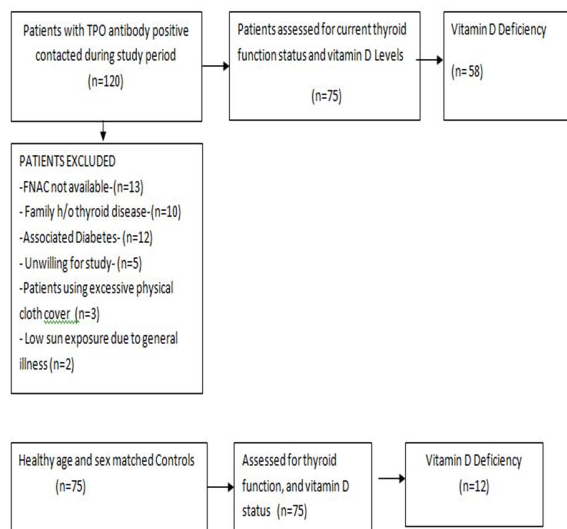 Patients with TPO antibody positive
contacted during study period
(n=120)
Patients assessed for current thyroid
function status and vitamin D Levels
(n=75)
Vitamin D Deficiency
(n= 58)
PATIENTS EXCLUDED
-FNAC not available-(n=13)
- Family h/o thyroid disease-(n=10)
-Associated Diabetes- (n=12)
- Unwilling for study- (n=5)
-Patients using excessive physical
cloth cover (n=3)
- Low sun exposure due to general
illness (n=2)
Healthy age and sex matched Controls
(n=75)
Assessed for thyroid
function, and vitamin D
status (n=75)
Vitamin D Deficiency
(n=12)